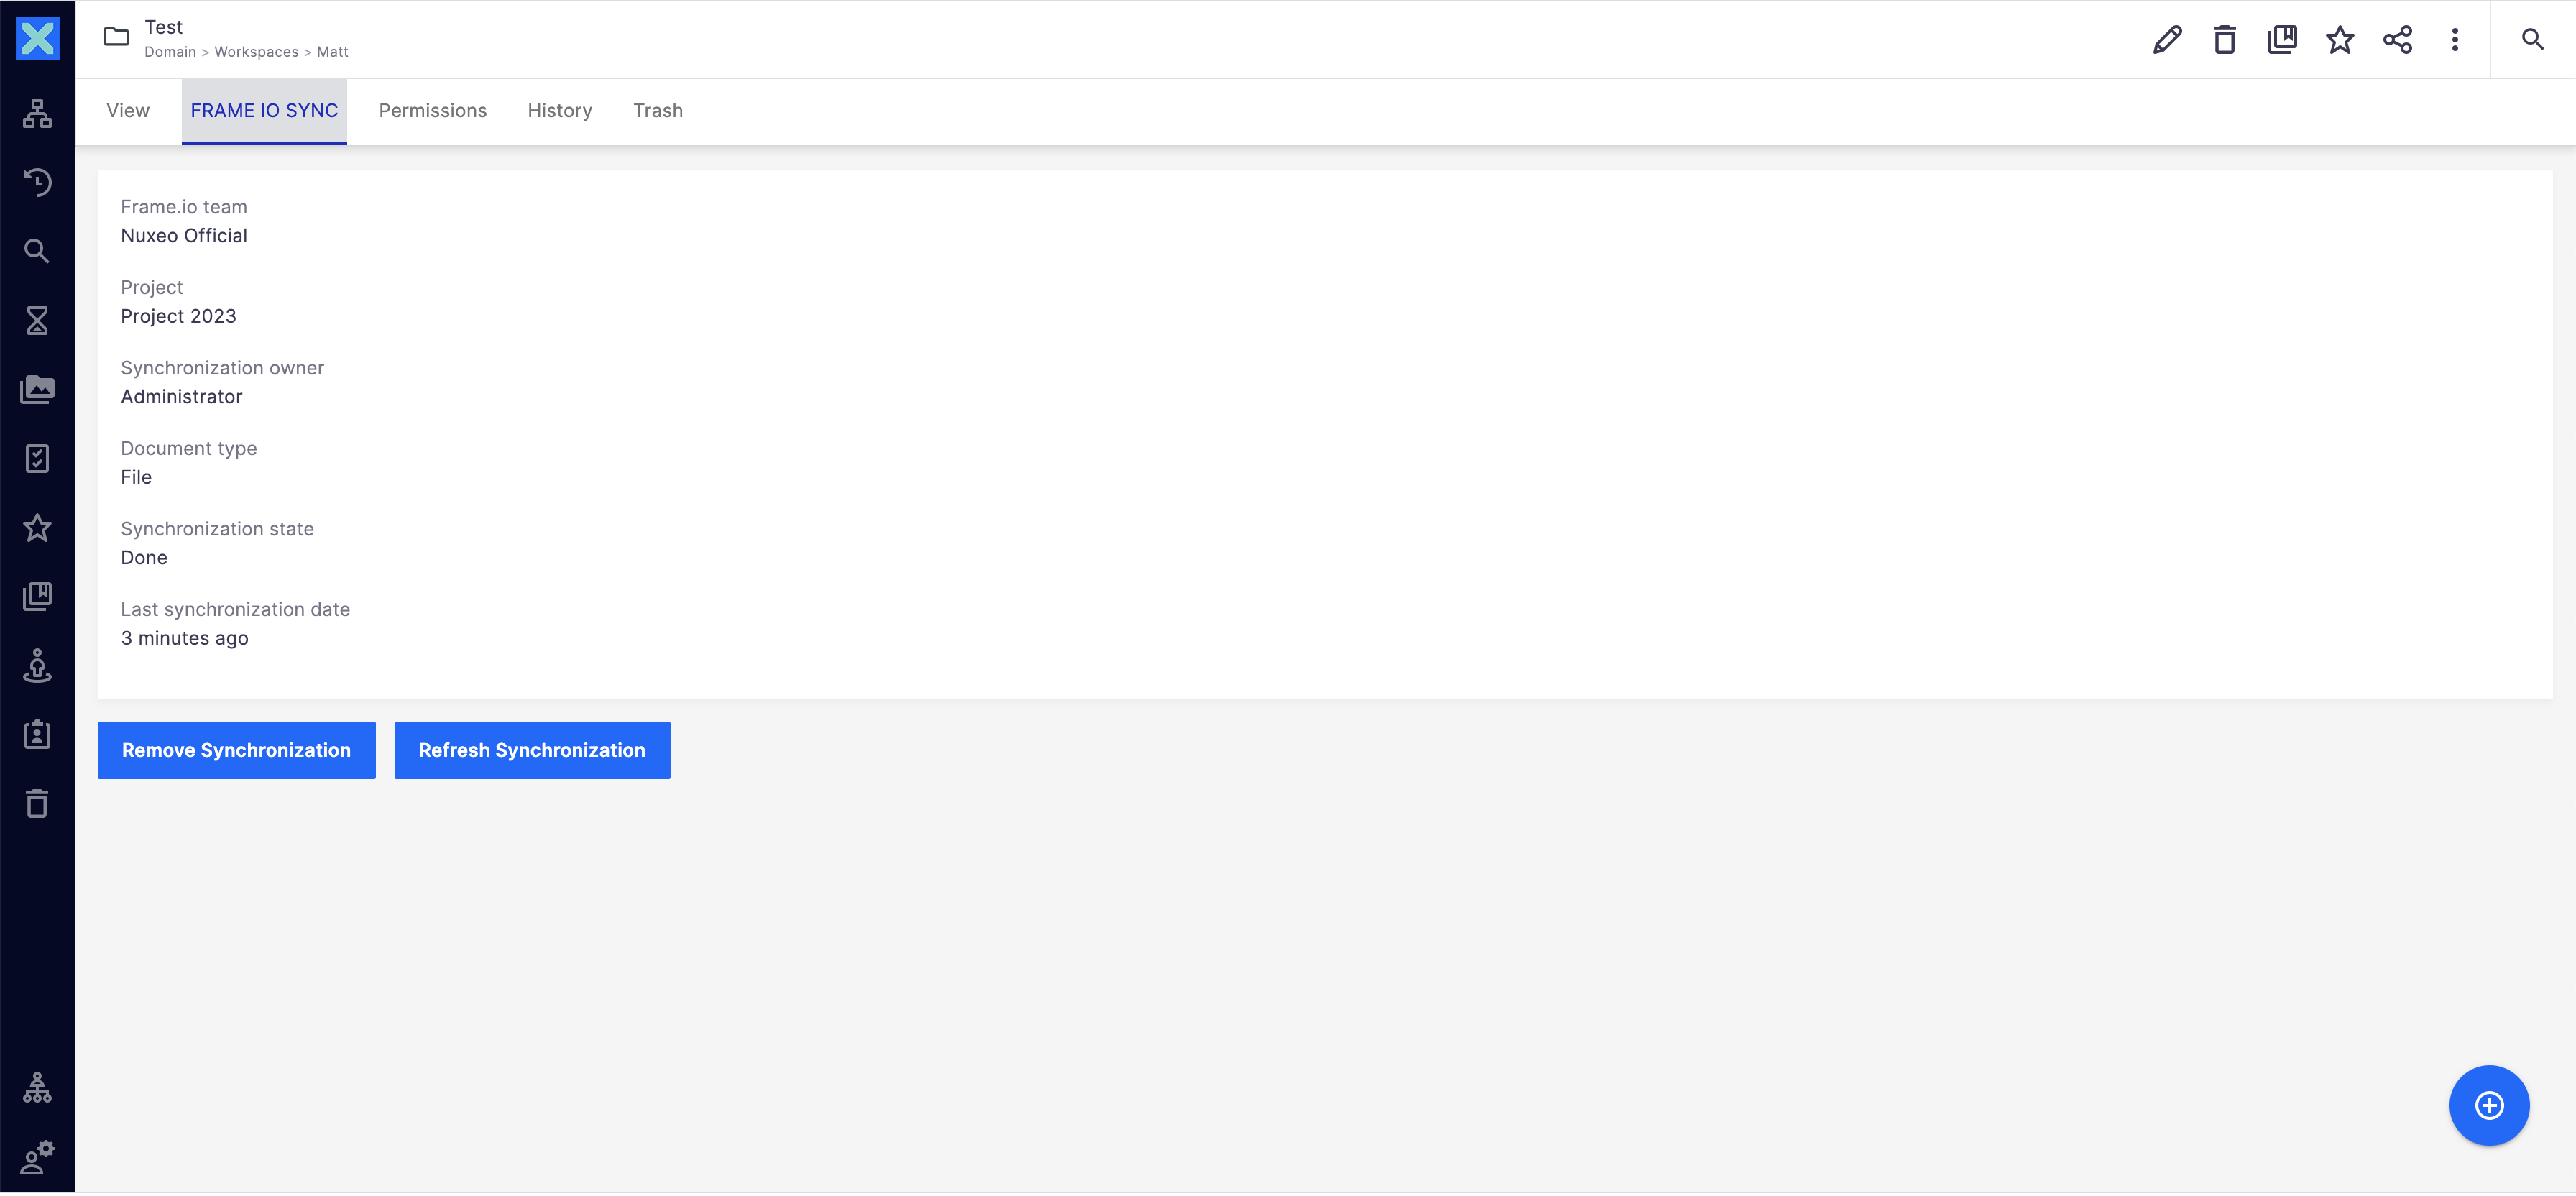 Test
Domain > Workspaces > Matt
View
FRAME IO SYNC
Permissions
History
Trash
Frame.io team
Nuxeo Official
Project
Project 2023
Synchronization owner
Administrator
Document type
File
Synchronization state
Done
Last synchronization date
3 minutes ago
Remove Synchronization
Refresh Synchronization